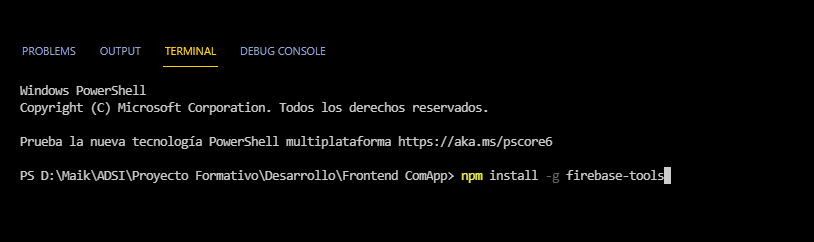 PROBLEMS OUTPUT TERMINAL DEBUG CONSOLE
Windows PowerShell
Copyright (C) Microsoft Corporation. Todos los derechos reservados.
Prueba la nueva tecnología PowerShell multiplataforma https://aka.ms/pscore6
PS D:\Maik\ADSI\Proyecto Formativo\Desarrollo\Frontend ComApp> npm install -g firebase-tools